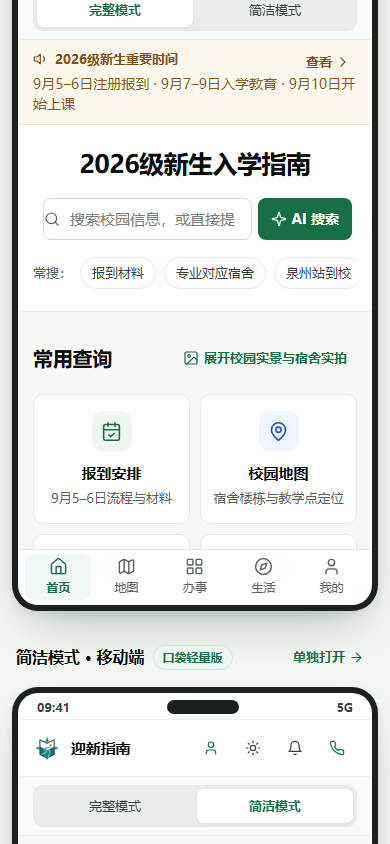 完整模式 简洁模式
2026级新生重要时间 查看
9月5–6日注册报到 · 9月7–9日入学教育 · 9月10日开
始上课
2026级新生入学指南
搜索校园信息，或直接提 AI 搜索
常搜： 报到材料 专业对应宿舍 泉州站到校
常用查询 展开校园实景与宿舍实拍
报到安排 校园地图
9月5–6日流程与材料 宿舍楼栋与教学点定位
首页 地图 办事 生活 我的
简洁模式 • 移动端 口袋轻量版 单独打开
09:41 5G
迎新指南
完整模式 简洁模式